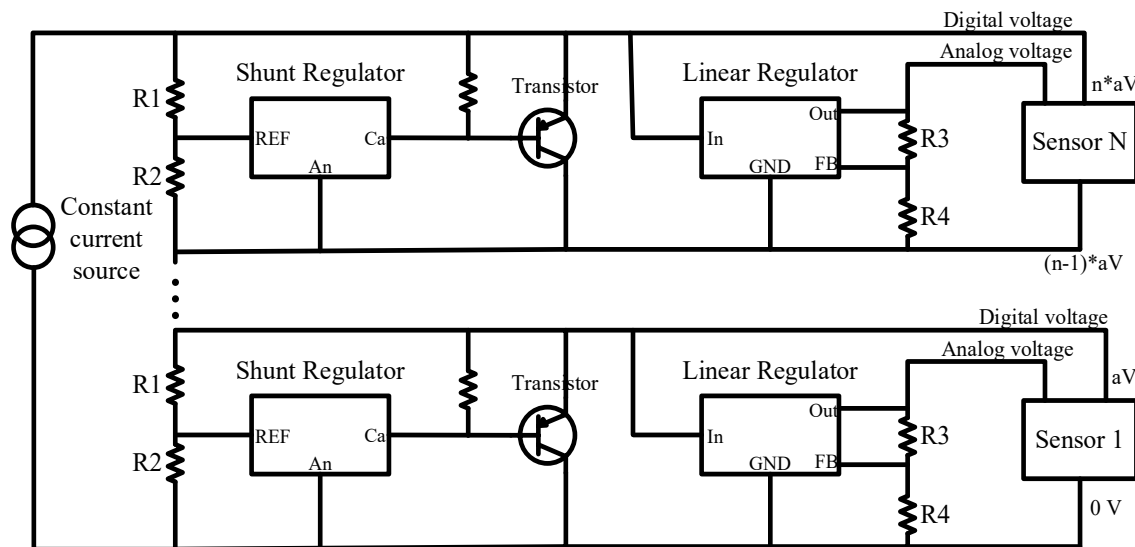 Digital voltage
Analog voltage
Shunt Regulator
Linear Regulator
n*aV
R1
Transistor
Out
R3
Sensor N
REF
Ca
In
An
GND
FB
R2
R4
Constant
current
source
(n-1)*aV
Digital voltage
Analog voltage
Shunt Regulator
Linear Regulator
aV
R1
Transistor
Out
R3
Sensor 1
REF
Ca
In
An
GND
FB
R2
R4
0 V